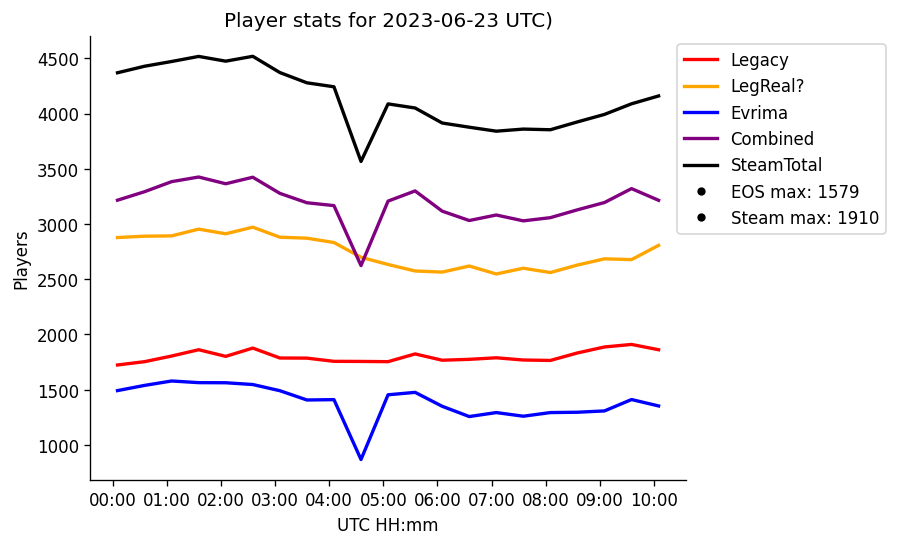 Player stats for 2023-06-23 UTC)
Players
4500
4000
3500
3000
2500
2000
1500
1000
00:00 01:00 02:00 03:00 04:00 05:00 06:00 07:00 08:00 09:00 10:00
UTC HH:mm
Legacy
LegReal?
Evrima
Combined
SteamTotal
EOS max: 1579
Steam max: 1910